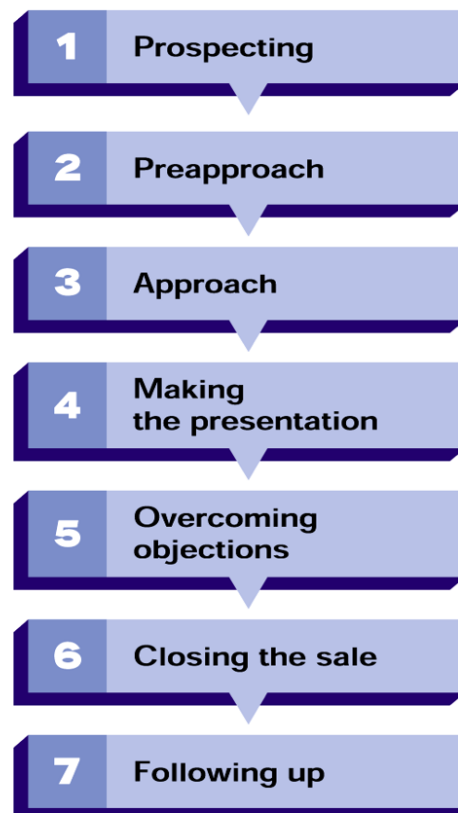 1 Prospecting
2 Preapproach
3 Approach
4 Making
the presentation
5 Overcoming
objections
6 Closing the sale
7 Following up